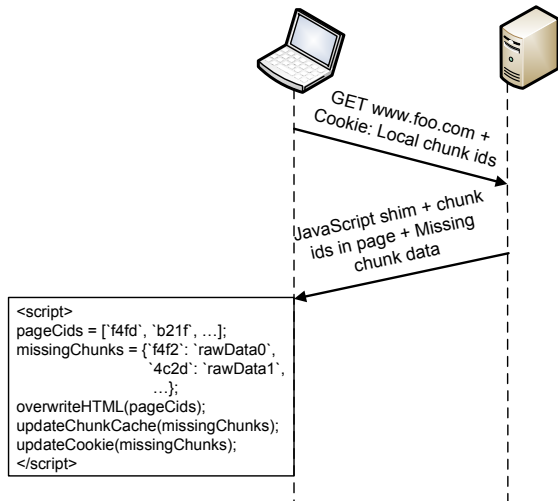 GET www.foo.com +
Cookie: Local chunk ids
JavaScript shim + chunk
ids in page + Missing
chunk data
<script>
pageCids = [`f4fd`, `b21f`, …];
missingChunks = {`f4f2`: `rawData0`,
`4c2d`: `rawData1`,
…};
overwriteHTML(pageCids);
updateChunkCache(missingChunks);
updateCookie(missingChunks);
</script>